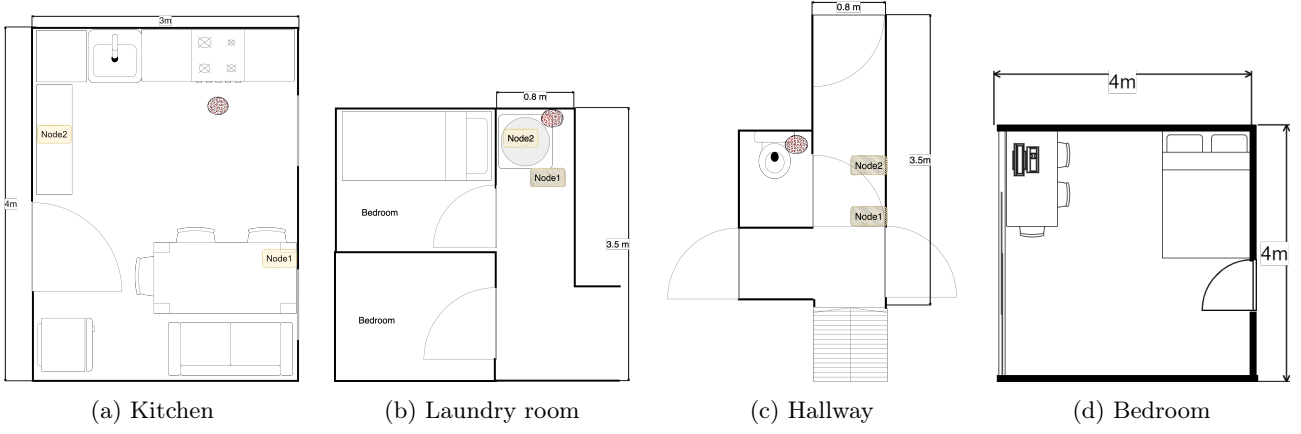 3m
4m
Node2
Node1
(a) Kitchen
0.8 m
3.5 m
Node2
Node1
Bedroom
Bedroom
(b) Laundry room
0.8 m
3.5m
Node2
Node1
(c) Hallway
4m
4m
(d) Bedroom